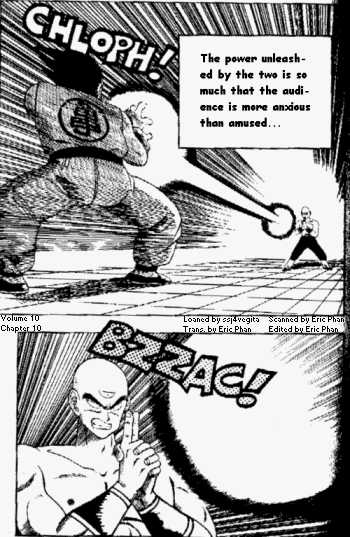 CHLOPH!
The power unleash-
ed by the two is so
much that the audi-
ence is more anxious
than amused...
Volume 10 Loaned by ssj4vegita Scanned by Eric Phan
Chapter 10 Trans. by Eric Phan Edited by Eric Phan
BZZAC!